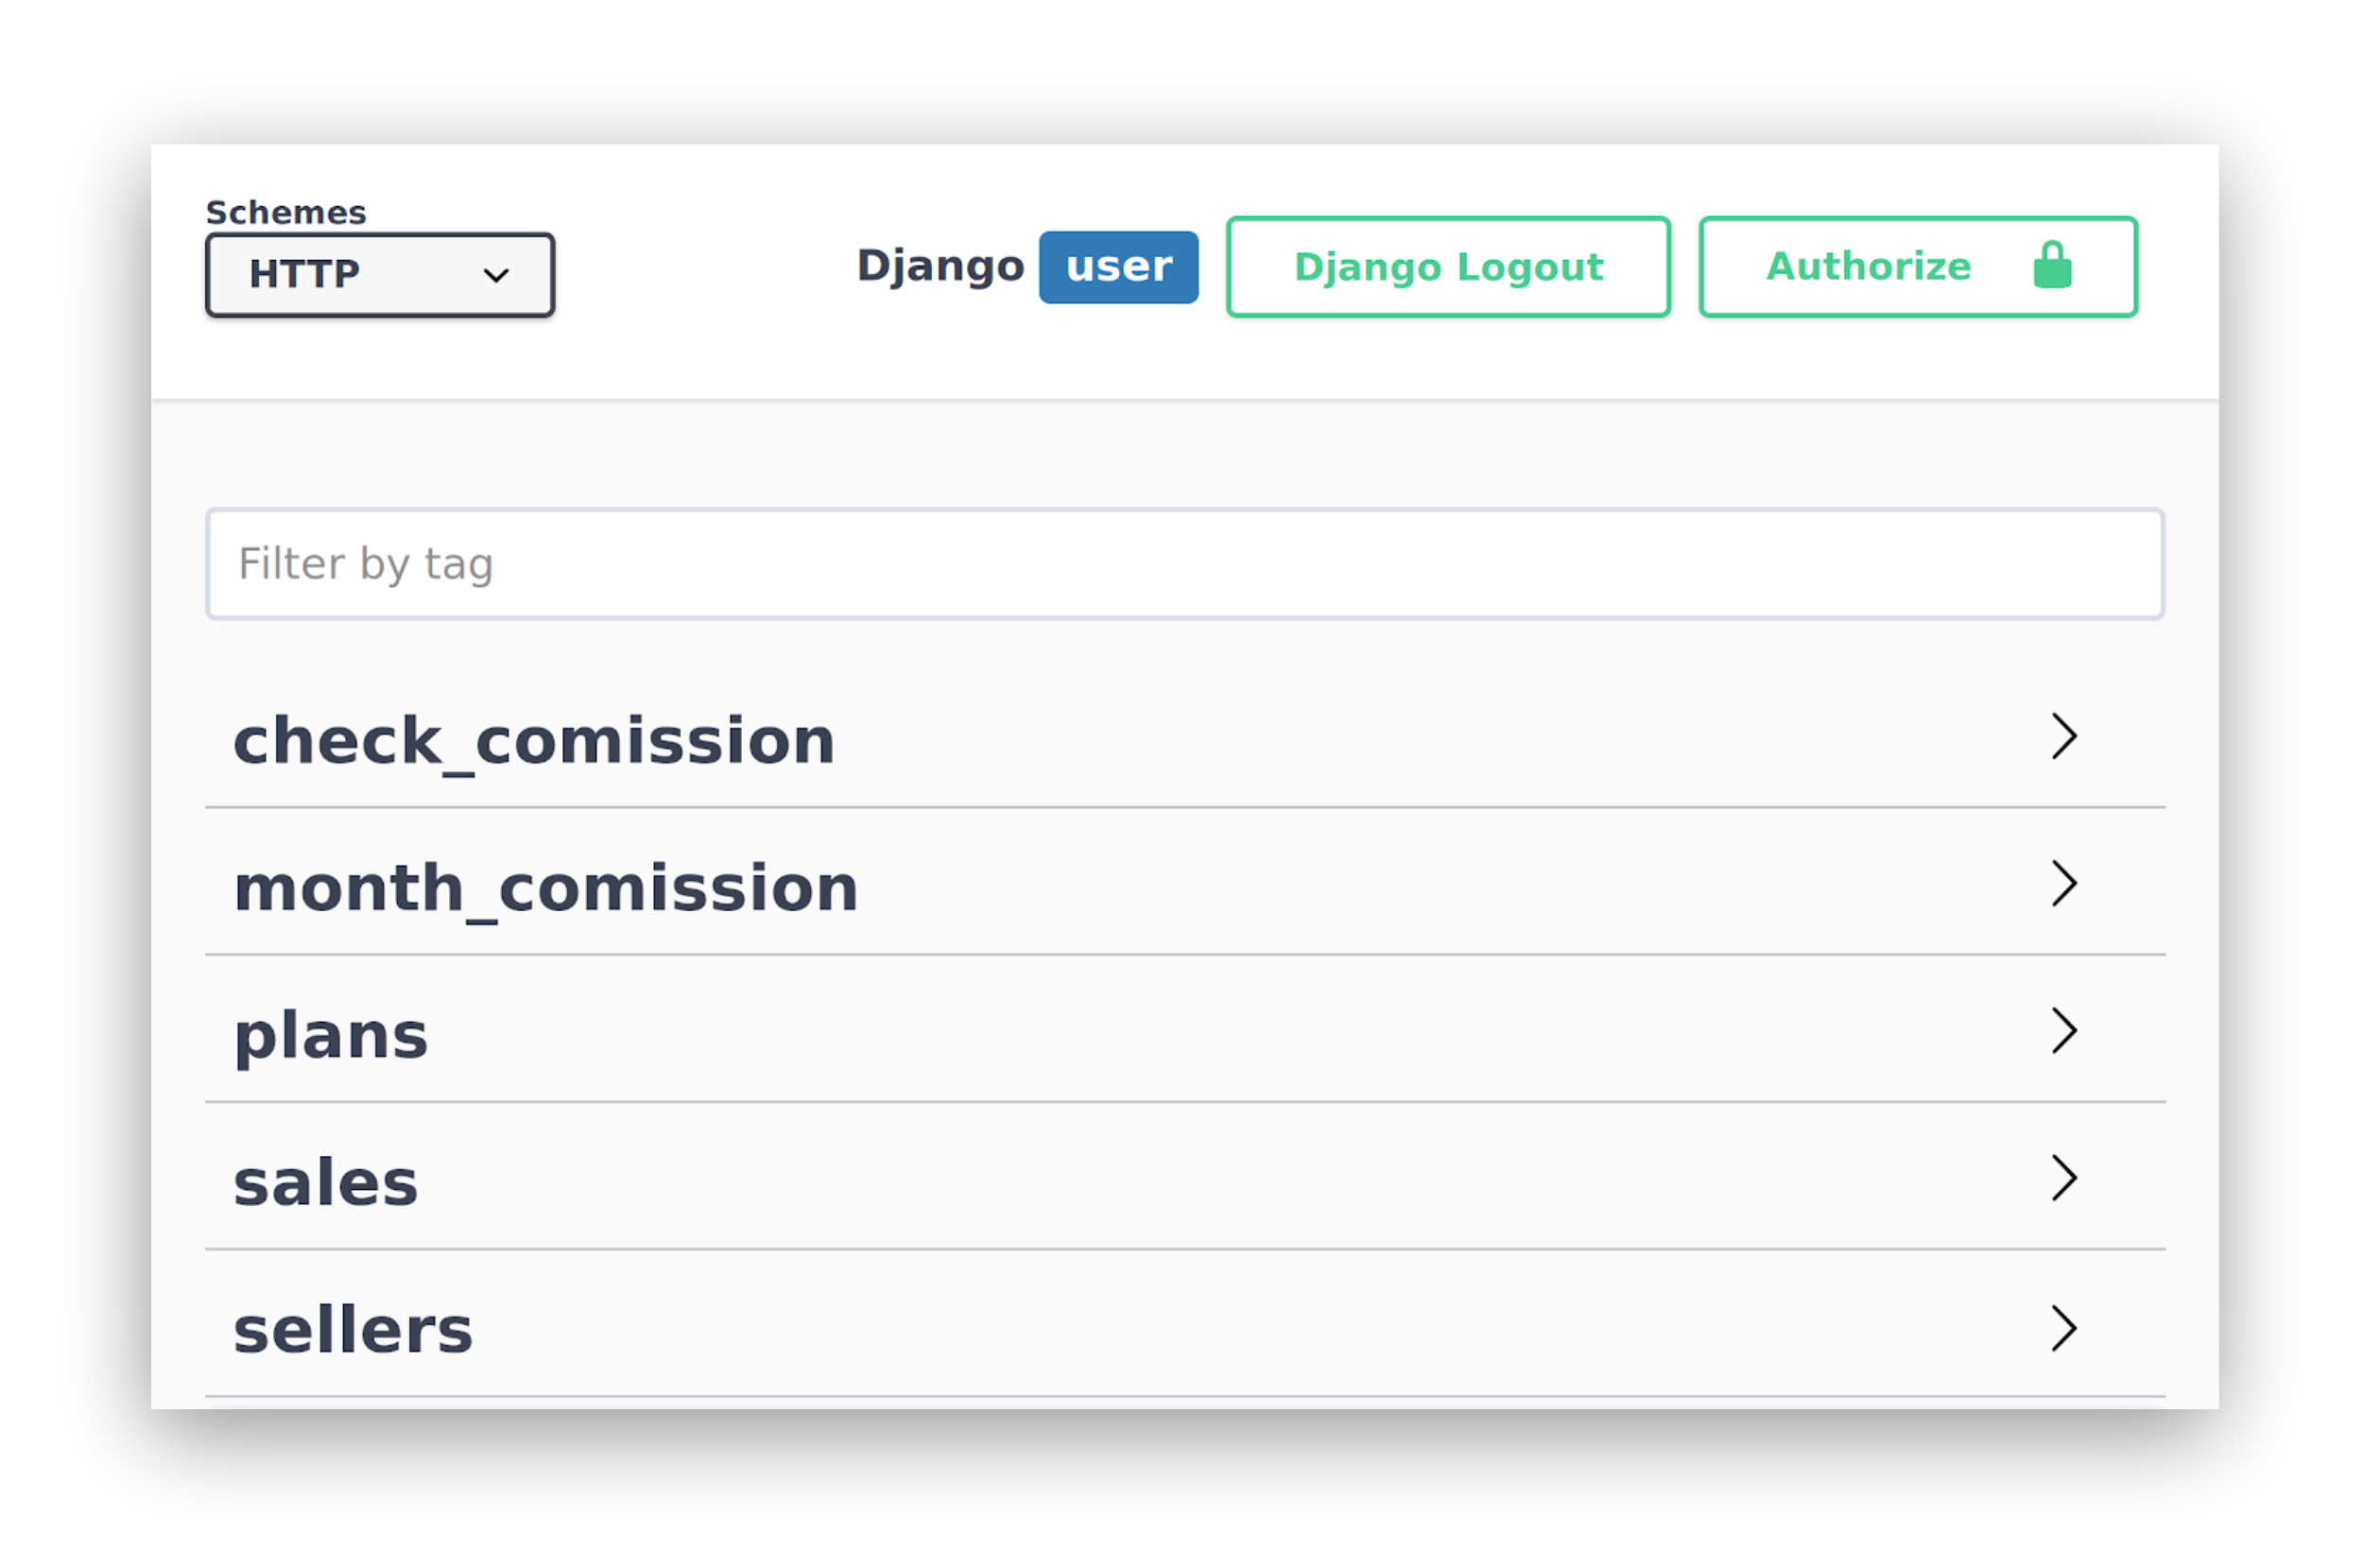 Schemes
HTTP
Django user
Django Logout
Authorize
Filter by tag
check_comission
month_comission
plans
sales
sellers